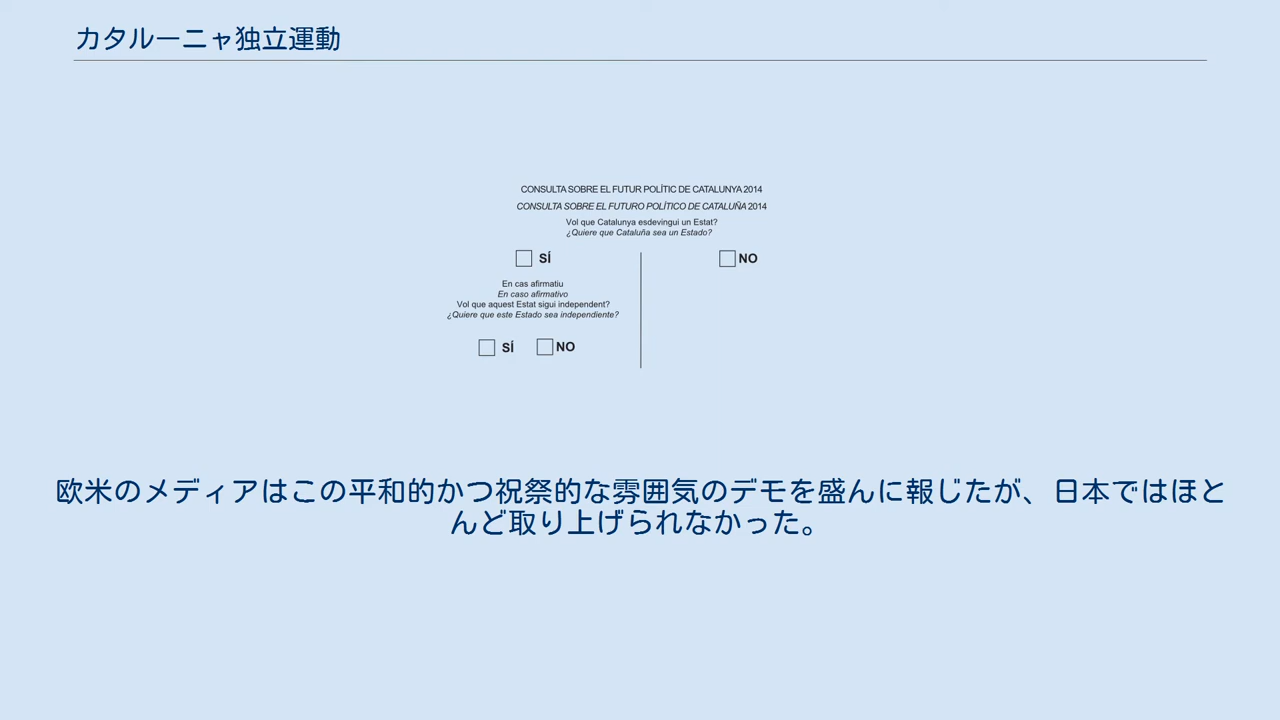 カタルーニャ独立運動
CONSULTA SOBRE EL FUTUR POLÍTIC DE CATALUNYA 2014
CONSULTA SOBRE EL FUTURO POLÍTICO DE CATALUÑA 2014
Vol que Catalunya esdevingui un Estat?
¿Quiere que Cataluña sea un Estado?
SÍ
NO
En cas afirmatiu
En caso afirmativo
Vol que aquest Estat sigui independent?
¿Quiere que este Estado sea independiente?
SÍ NO
欧米のメディアはこの平和的かつ祝祭的な雰囲気のデモを盛んに報じたが、日本ではほと
んど取り上げられなかった。